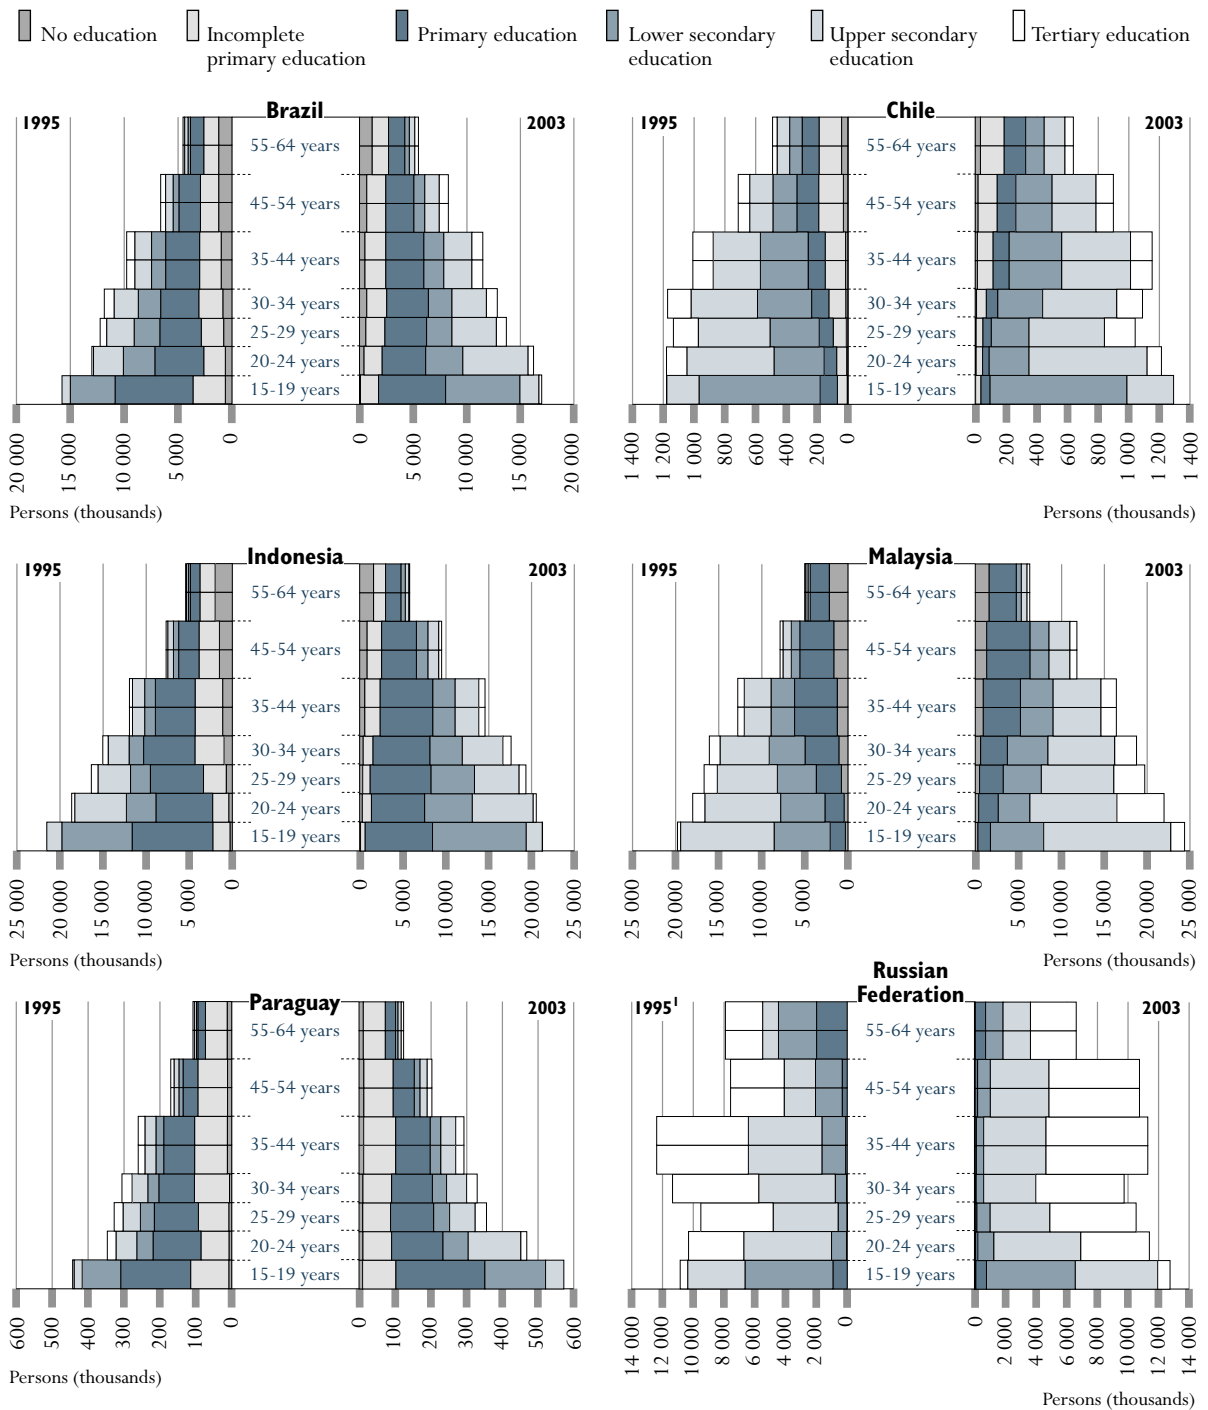 No education
Incomplete
primary education
Primary education
Lower secondary
education
Upper secondary
education
Tertiary education
Brazil
1995
2003
55-64 years
45-54 years
35-44 years
30-34 years
25-29 years
20-24 years
15-19 years
20 000
15 000
10 000
5 000
0
0
5 000
10 000
15 000
20 000
Persons (thousands)
Chile
1995
2003
55-64 years
45-54 years
35-44 years
30-34 years
25-29 years
20-24 years
15-19 years
1 400
1 200
1 000
800
600
400
200
0
0
200
400
600
800
1 000
1 200
1 400
Persons (thousands)
Indonesia
1995
2003
55-64 years
45-54 years
35-44 years
30-34 years
25-29 years
20-24 years
15-19 years
25 000
20 000
15 000
10 000
5 000
0
0
5 000
10 000
15 000
20 000
25 000
Persons (thousands)
Malaysia
1995
2003
55-64 years
45-54 years
35-44 years
30-34 years
25-29 years
20-24 years
15-19 years
25 000
20 000
15 000
10 000
5 000
0
0
5 000
10 000
15 000
20 000
25 000
Persons (thousands)
Paraguay
1995
2003
55-64 years
45-54 years
35-44 years
30-34 years
25-29 years
20-24 years
15-19 years
600
500
400
300
200
100
0
0
100
200
300
400
500
600
Persons (thousands)
Russian
Federation
1995¹
2003
55-64 years
45-54 years
35-44 years
30-34 years
25-29 years
20-24 years
15-19 years
14 000
12 000
10 000
8 000
6 000
4 000
2 000
0
0
2 000
4 000
6 000
8 000
10 000
12 000
14 000
Persons (thousands)